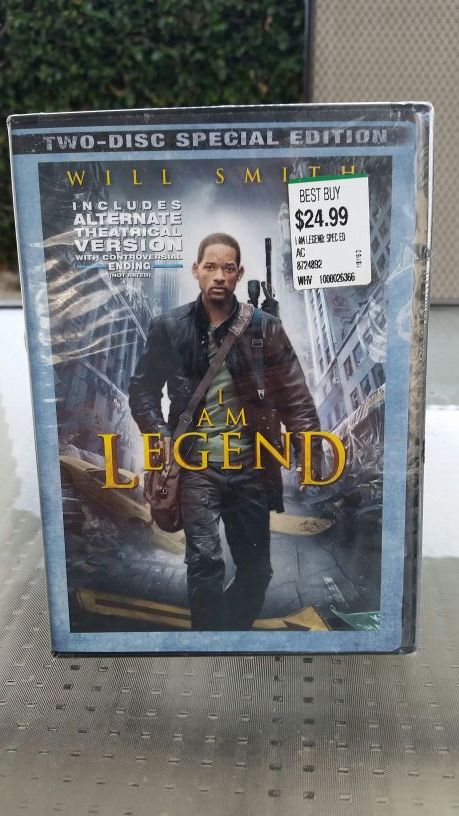 TWO-DISC SPECIAL EDITION
WILL SMITH
INCLUDES
ALTERNATE
THEATRICAL
VERSION
WITH CONTROVERSIAL
ENDING
(NOT RATED)
BEST BUY
$24.99
I AM LEGEND: SPEC ED
AC
8724892
WHV 1000026366
I
AM
LEGEND